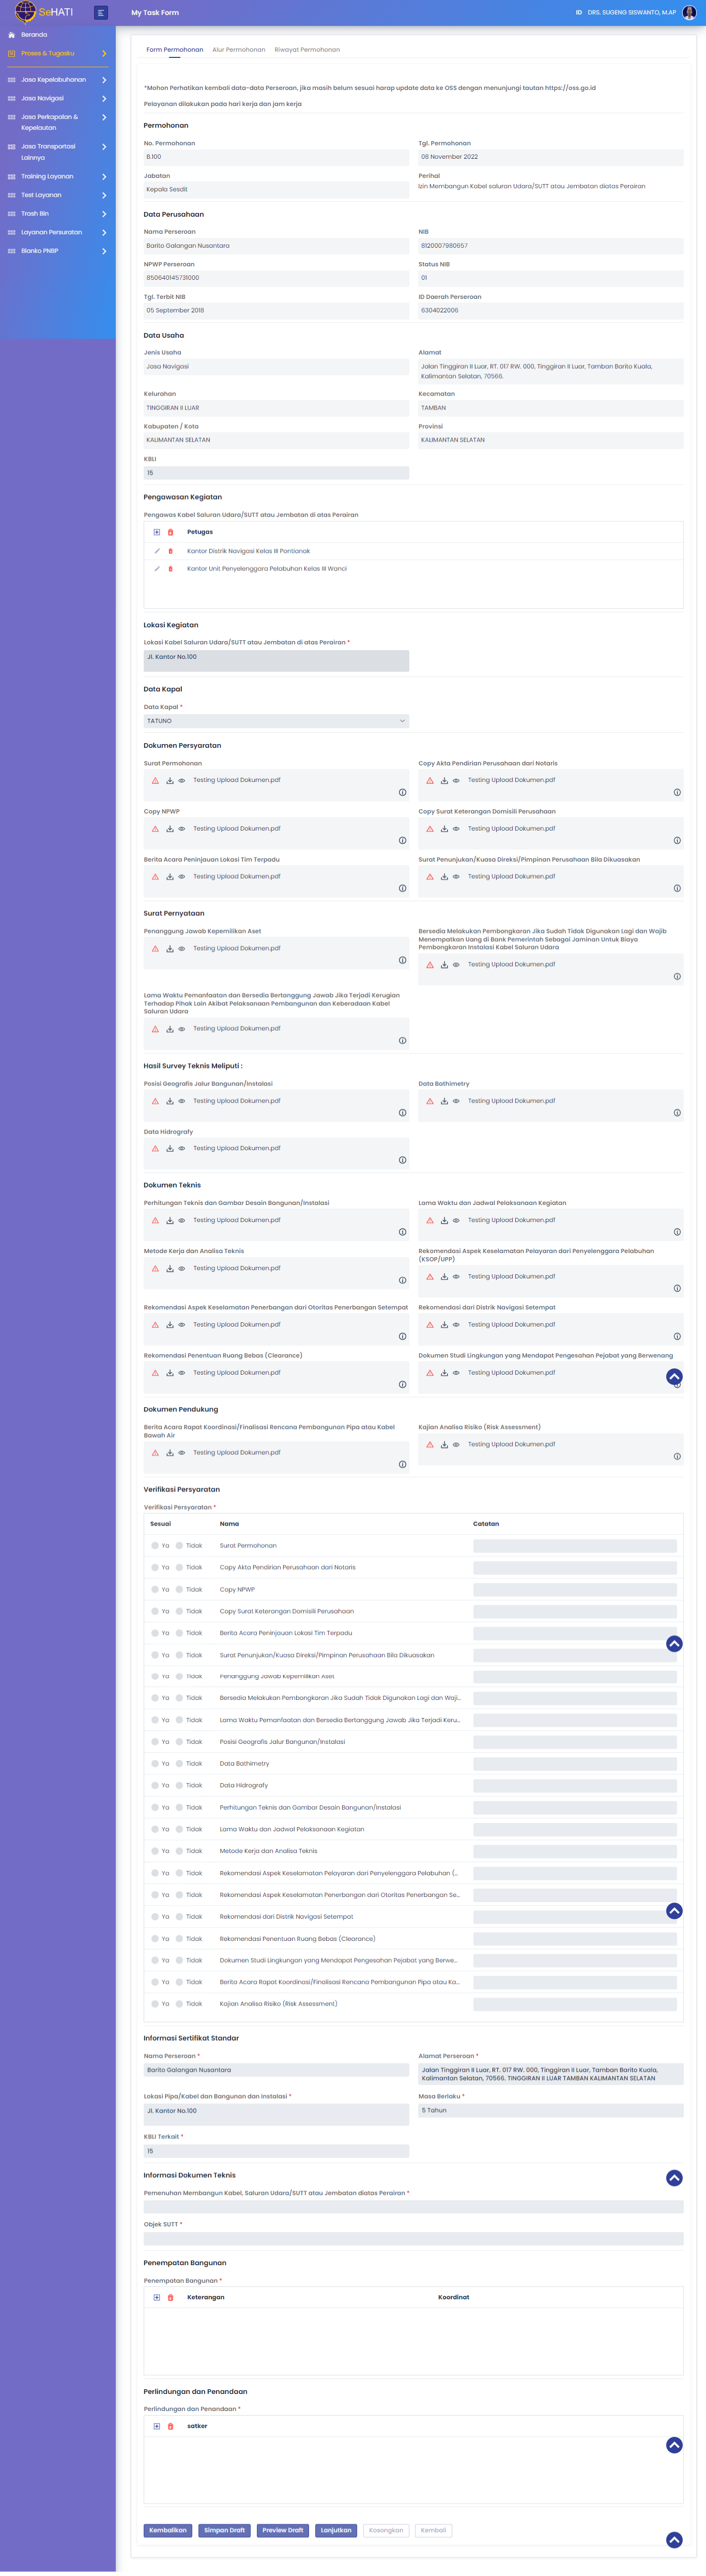 SeHATI
My Task Form
ID DRS. SUGENG SISWANTO, M.AP
Beranda
Proses & Tugasku
Jasa Kepelabuhanan
Jasa Navigasi
Jasa Perkapalan &
Kepelautan
Jasa Transportasi
Lainnya
Training Layanan
Test Layanan
Trash Bin
Layanan Persuratan
Blanko PNBP
Form Permohonan Alur Permohonan Riwayat Permohonan
*Mohon Perhatikan kembali data-data Perseroan, jika masih belum sesuai harap update data ke OSS dengan menunjungi tautan https://oss.go.id
Pelayanan dilakukan pada hari kerja dan jam kerja
Permohonan
No. Permohonan Tgl. Permohonan
B.100 08 November 2022
Jabatan Perihal
Kepala Sesdit Izin Membangun Kabel saluran Udara/SUTT atau Jembatan diatas Perairan
Data Perusahaan
Nama Perseroan NIB
Barito Galangan Nusantara 8120007980657
NPWP Perseroan Status NIB
850640145731000 01
Tgl. Terbit NIB ID Daerah Perseroan
05 September 2018 6304022006
Data Usaha
Jenis Usaha Alamat
Jasa Navigasi Jalan Tinggiran II Luar, RT. 017 RW. 000, Tinggiran II Luar, Tamban Barito Kuala,
Kalimantan Selatan, 70566.
Kelurahan Kecamatan
TINGGIRAN II LUAR TAMBAN
Kabupaten / Kota Provinsi
KALIMANTAN SELATAN KALIMANTAN SELATAN
KBLI
15
Pengawasan Kegiatan
Pengawas Kabel Saluran Udara/SUTT atau Jembatan di atas Perairan
Petugas
Kantor Distrik Navigasi Kelas III Pontianak
Kantor Unit Penyelenggara Pelabuhan Kelas III Wanci
Lokasi Kegiatan
Lokasi Kabel Saluran Udara/SUTT atau Jembatan di atas Perairan *
Jl. Kantor No.100
Data Kapal
Data Kapal *
TATUNO
Dokumen Persyaratan
Surat Permohonan Copy Akta Pendirian Perusahaan dari Notaris
Testing Upload Dokumen.pdf Testing Upload Dokumen.pdf
Copy NPWP Copy Surat Keterangan Domisili Perusahaan
Testing Upload Dokumen.pdf Testing Upload Dokumen.pdf
Berita Acara Peninjauan Lokasi Tim Terpadu Surat Penunjukan/Kuasa Direksi/Pimpinan Perusahaan Bila Dikuasakan
Testing Upload Dokumen.pdf Testing Upload Dokumen.pdf
Surat Pernyataan
Penanggung Jawab Kepemilikan Aset Bersedia Melakukan Pembongkaran Jika Sudah Tidak Digunakan Lagi dan Wajib
Menempatkan Uang di Bank Pemerintah Sebagai Jaminan Untuk Biaya
Pembongkaran Instalasi Kabel Saluran Udara
Testing Upload Dokumen.pdf Testing Upload Dokumen.pdf
Lama Waktu Pemanfaatan dan Bersedia Bertanggung Jawab Jika Terjadi Kerugian
Terhadap Pihak Lain Akibat Pelaksanaan Pembangunan dan Keberadaan Kabel
Saluran Udara
Testing Upload Dokumen.pdf
Hasil Survey Teknis Meliputi :
Posisi Geografis Jalur Bangunan/Instalasi Data Bathimetry
Testing Upload Dokumen.pdf Testing Upload Dokumen.pdf
Data Hidrografy
Testing Upload Dokumen.pdf
Dokumen Teknis
Perhitungan Teknis dan Gambar Desain Bangunan/Instalasi Lama Waktu dan Jadwal Pelaksanaan Kegiatan
Testing Upload Dokumen.pdf Testing Upload Dokumen.pdf
Metode Kerja dan Analisa Teknis Rekomendasi Aspek Keselamatan Pelayaran dari Penyelenggara Pelabuhan
(KSOP/UPP)
Testing Upload Dokumen.pdf Testing Upload Dokumen.pdf
Rekomendasi Aspek Keselamatan Penerbangan dari Otoritas Penerbangan Setempat Rekomendasi dari Distrik Navigasi Setempat
Testing Upload Dokumen.pdf Testing Upload Dokumen.pdf
Rekomendasi Penentuan Ruang Bebas (Clearance) Dokumen Studi Lingkungan yang Mendapat Pengesahan Pejabat yang Berwenang
Testing Upload Dokumen.pdf Testing Upload Dokumen.pdf
Dokumen Pendukung
Berita Acara Rapat Koordinasi/Finalisasi Rencana Pembangunan Pipa atau Kabel Kajian Analisa Risiko (Risk Assessment)
Bawah Air
Testing Upload Dokumen.pdf Testing Upload Dokumen.pdf
Verifikasi Persyaratan
Verifikasi Persyaratan *
Sesuai Nama Catatan
Ya Tidak Surat Permohonan
Ya Tidak Copy Akta Pendirian Perusahaan dari Notaris
Ya Tidak Copy NPWP
Ya Tidak Copy Surat Keterangan Domisili Perusahaan
Ya Tidak Berita Acara Peninjauan Lokasi Tim Terpadu
Ya Tidak Surat Penunjukan/Kuasa Direksi/Pimpinan Perusahaan Bila Dikuasakan
Ya Tidak Penanggung Jawab Kepemilikan Aset
Ya Tidak Bersedia Melakukan Pembongkaran Jika Sudah Tidak Digunakan Lagi dan Waji...
Ya Tidak Lama Waktu Pemanfaatan dan Bersedia Bertanggung Jawab Jika Terjadi Keru...
Ya Tidak Posisi Geografis Jalur Bangunan/Instalasi
Ya Tidak Data Bathimetry
Ya Tidak Data Hidrografy
Ya Tidak Perhitungan Teknis dan Gambar Desain Bangunan/Instalasi
Ya Tidak Lama Waktu dan Jadwal Pelaksanaan Kegiatan
Ya Tidak Metode Kerja dan Analisa Teknis
Ya Tidak Rekomendasi Aspek Keselamatan Pelayaran dari Penyelenggara Pelabuhan (...
Ya Tidak Rekomendasi Aspek Keselamatan Penerbangan dari Otoritas Penerbangan Se...
Ya Tidak Rekomendasi dari Distrik Navigasi Setempat
Ya Tidak Rekomendasi Penentuan Ruang Bebas (Clearance)
Ya Tidak Dokumen Studi Lingkungan yang Mendapat Pengesahan Pejabat yang Berwe...
Ya Tidak Berita Acara Rapat Koordinasi/Finalisasi Rencana Pembangunan Pipa atau Ka...
Ya Tidak Kajian Analisa Risiko (Risk Assessment)
Informasi Sertifikat Standar
Nama Perseroan * Alamat Perseroan *
Barito Galangan Nusantara Jalan Tinggiran II Luar, RT. 017 RW. 000, Tinggiran II Luar, Tamban Barito Kuala,
Kalimantan Selatan, 70566. TINGGIRAN II LUAR TAMBAN KALIMANTAN SELATAN
Lokasi Pipa/Kabel dan Bangunan dan Instalasi * Masa Berlaku *
Jl. Kantor No.100 5 Tahun
KBLI Terkait *
15
Informasi Dokumen Teknis
Pemenuhan Membangun Kabel, Saluran Udara/SUTT atau Jembatan diatas Perairan *
Objek SUTT *
Penempatan Bangunan
Penempatan Bangunan *
Keterangan Koordinat
Perlindungan dan Penandaan
Perlindungan dan Penandaan *
satker
Kembalikan Simpan Draft Preview Draft Lanjutkan Kosongkan Kembali